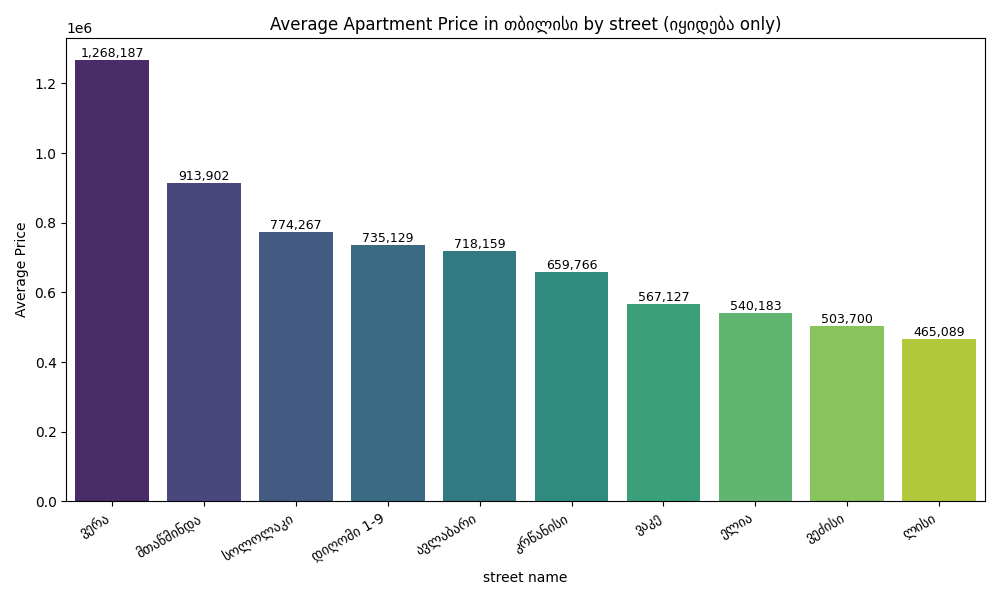 Average Apartment Price in თბილისი by street (იყიდება only)
1e6
1,268,187
913,902
774,267
735,129
718,159
659,766
567,127
540,183
503,700
465,089
1.2
1.0
0.8
0.6
0.4
0.2
0.0
Average Price
ვერა
მთაწმინდა
სოლოლაკი
დიღომი 1-9
ავლაბარი
კრწანისი
ვაკე
ელია
ვეძისი
ლისი
street name